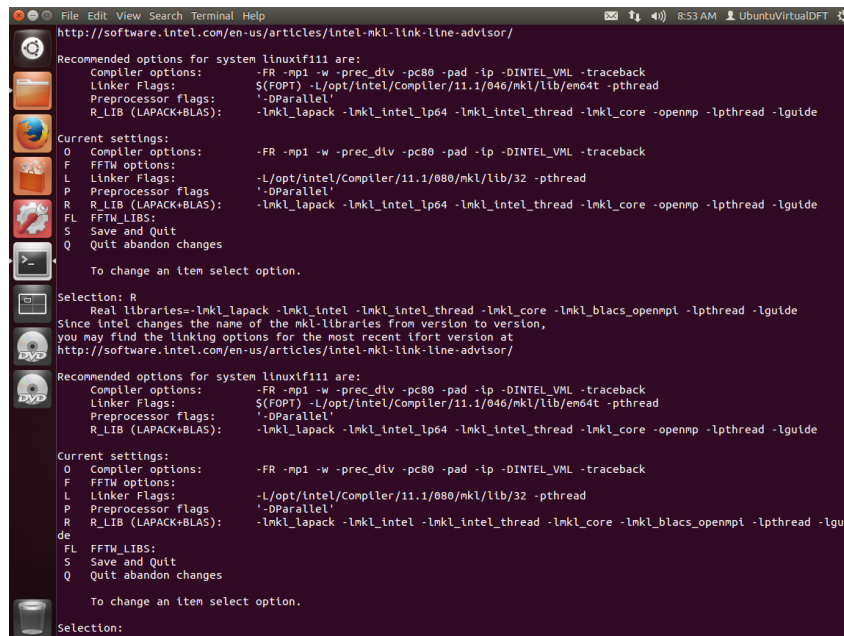 File Edit View Search Terminal Help 8:53 AM UbuntuVirtualDFT
http://software.intel.com/en-us/articles/intel-mkl-link-line-advisor/
Recommended options for system linuxif111 are:
Compiler options: -FR -mp1 -w -prec_div -pc80 -pad -ip -DINTEL_VML -traceback
Linker Flags: $(FOPT) -L/opt/intel/Compiler/11.1/046/mkl/lib/em64t -pthread
Preprocessor flags: '-DParallel'
R_LIB (LAPACK+BLAS): -lmkl_lapack -lmkl_intel_lp64 -lmkl_intel_thread -lmkl_core -openmp -lpthread -lguide
Current settings:
O Compiler options: -FR -mp1 -w -prec_div -pc80 -pad -ip -DINTEL_VML -traceback
F FFTW options:
L Linker Flags: -L/opt/intel/Compiler/11.1/080/mkl/lib/32 -pthread
P Preprocessor flags '-DParallel'
R R_LIB (LAPACK+BLAS): -lmkl_lapack -lmkl_intel_lp64 -lmkl_intel_thread -lmkl_core -openmp -lpthread -lguide
FL FFTW_LIBS:
S Save and Quit
Q Quit abandon changes
To change an item select option.
Selection: R
Real libraries=-lmkl_lapack -lmkl_intel -lmkl_intel_thread -lmkl_core -lmkl_blacs_openmpi -lpthread -lguide
Since intel changes the name of the mkl-libraries from version to version,
you may find the linking options for the most recent ifort version at
http://software.intel.com/en-us/articles/intel-mkl-link-line-advisor/
Recommended options for system linuxif111 are:
Compiler options: -FR -mp1 -w -prec_div -pc80 -pad -ip -DINTEL_VML -traceback
Linker Flags: $(FOPT) -L/opt/intel/Compiler/11.1/046/mkl/lib/em64t -pthread
Preprocessor flags: '-DParallel'
R_LIB (LAPACK+BLAS): -lmkl_lapack -lmkl_intel_lp64 -lmkl_intel_thread -lmkl_core -openmp -lpthread -lguide
Current settings:
O Compiler options: -FR -mp1 -w -prec_div -pc80 -pad -ip -DINTEL_VML -traceback
F FFTW options:
L Linker Flags: -L/opt/intel/Compiler/11.1/080/mkl/lib/32 -pthread
P Preprocessor flags '-DParallel'
R R_LIB (LAPACK+BLAS): -lmkl_lapack -lmkl_intel -lmkl_intel_thread -lmkl_core -lmkl_blacs_openmpi -lpthread -lgu
de
FL FFTW_LIBS:
S Save and Quit
Q Quit abandon changes
To change an item select option.
Selection:
DVD
DVD